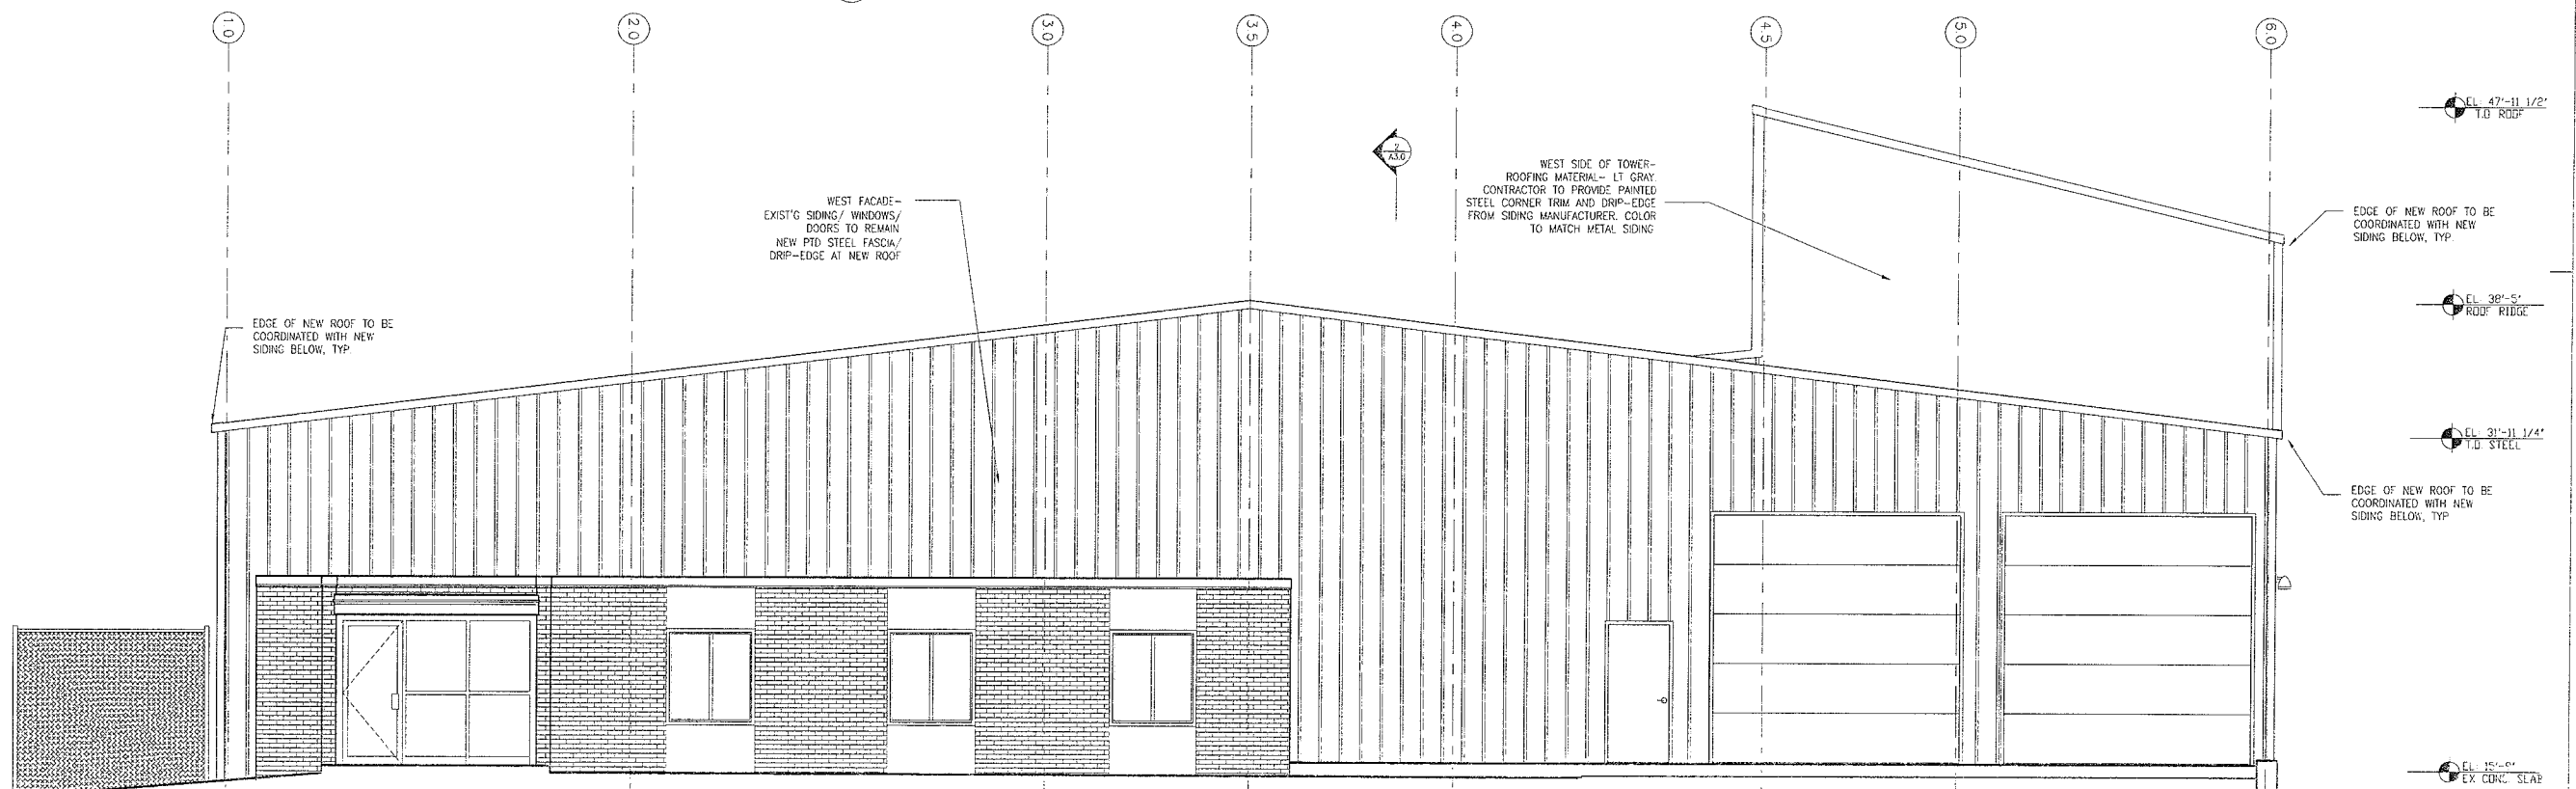 1.0
2.0
3.0
3.5
4.0
4.5
5.0
6.0
EL: 47'-11 1/2"
T.O. ROOF
2
A3.0
WEST SIDE OF TOWER-
ROOFING MATERIAL- LT GRAY.
CONTRACTOR TO PROVIDE PAINTED
STEEL CORNER TRIM AND DRIP-EDGE
FROM SIDING MANUFACTURER. COLOR
TO MATCH METAL SIDING
WEST FACADE-
EXIST'G SIDING/ WINDOWS/
DOORS TO REMAIN
NEW PTD STEEL FASCIA/
DRIP-EDGE AT NEW ROOF
EDGE OF NEW ROOF TO BE
COORDINATED WITH NEW
SIDING BELOW, TYP.
EL: 38'-5"
ROOF RIDGE
EDGE OF NEW ROOF TO BE
COORDINATED WITH NEW
SIDING BELOW, TYP.
EL: 31'-11 1/4"
T.O. STEEL
EDGE OF NEW ROOF TO BE
COORDINATED WITH NEW
SIDING BELOW, TYP
EL:
EX CONC. SLAB